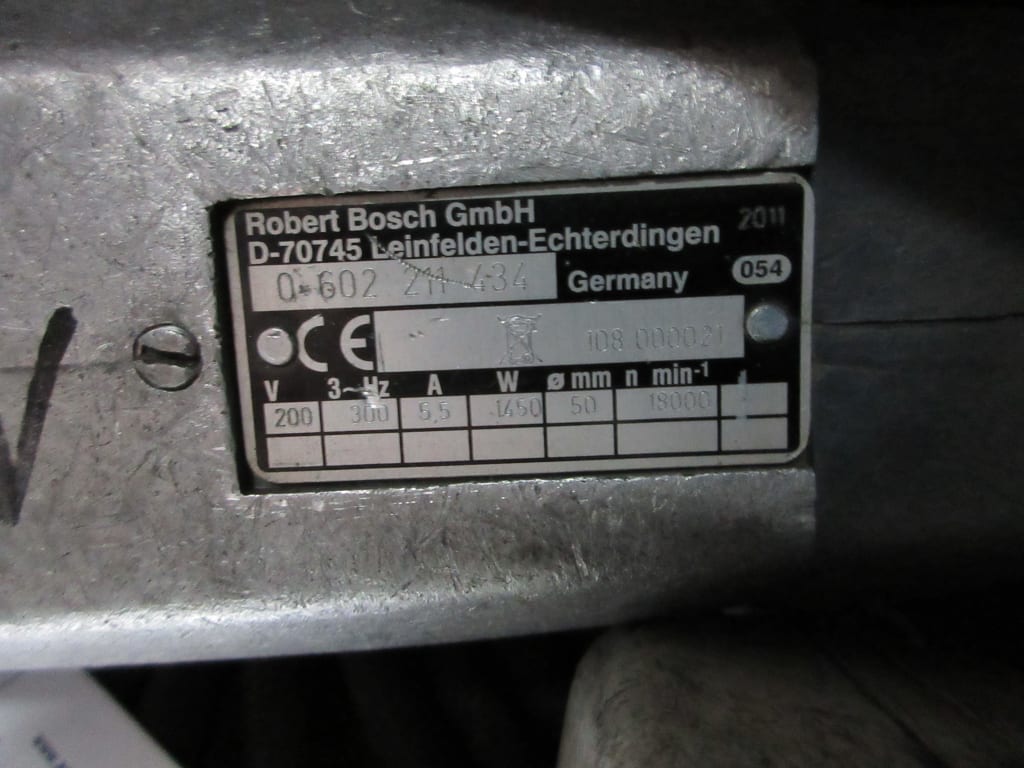 Robert Bosch GmbH 2011
D-70745 Leinfelden-Echterdingen
0 602 211 434 Germany 054
CE 108 000021
V 3~Hz A W ø mm n min-1
200 300 5,5 1450 50 18000